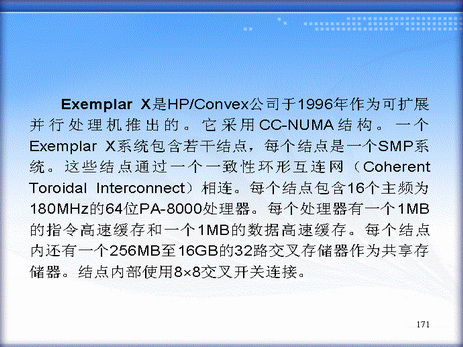 Exemplar X是HP/Convex公司于1996年作为可扩展
并行处理机推出的。它采用CC-NUMA结构。一个
Exemplar X系统包含若干结点，每个结点是一个SMP系
统。这些结点通过一个一致性环形互连网（Coherent
Toroidal Interconnect）相连。每个结点包含16个主频为
180MHz的64位PA-8000处理器。每个处理器有一个1MB
的指令高速缓存和一个1MB的数据高速缓存。每个结点
内还有一个256MB至16GB的32路交叉存储器作为共享存
储器。结点内部使用8×8交叉开关连接。
171